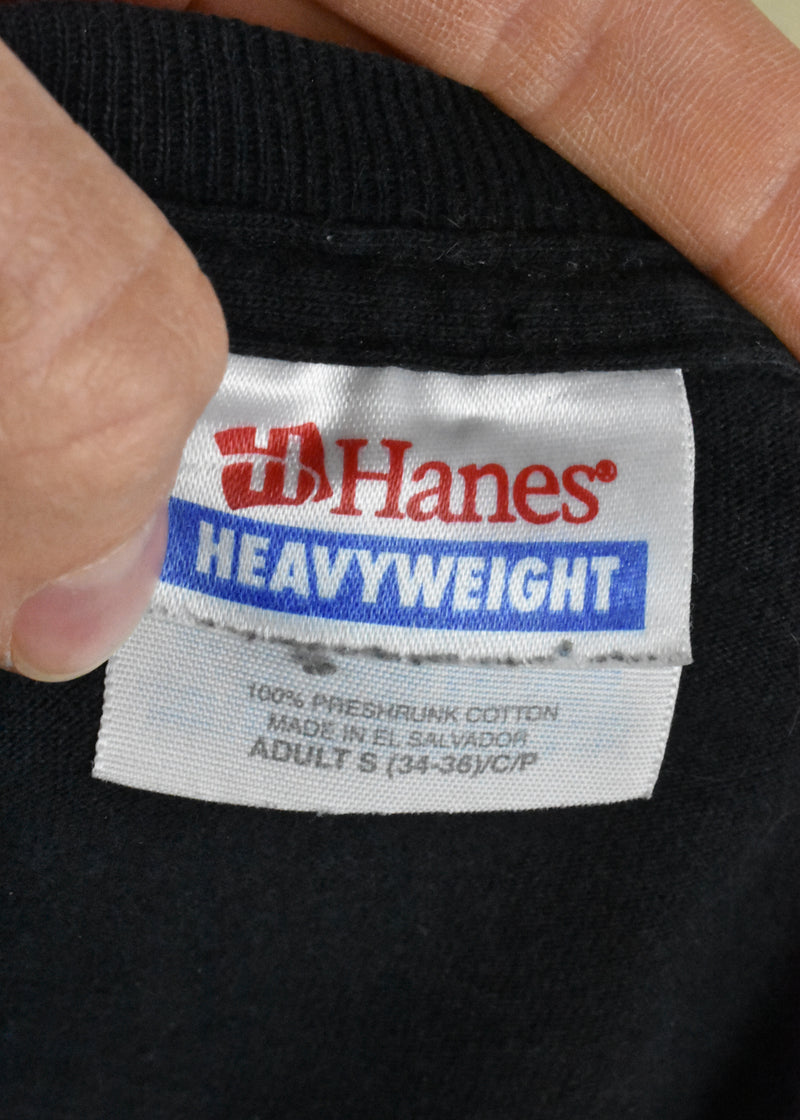 Hanes®
HEAVYWEIGHT
100% PRESHRUNK COTTON
MADE IN EL SALVADOR
ADULT S (34-36)/C/P